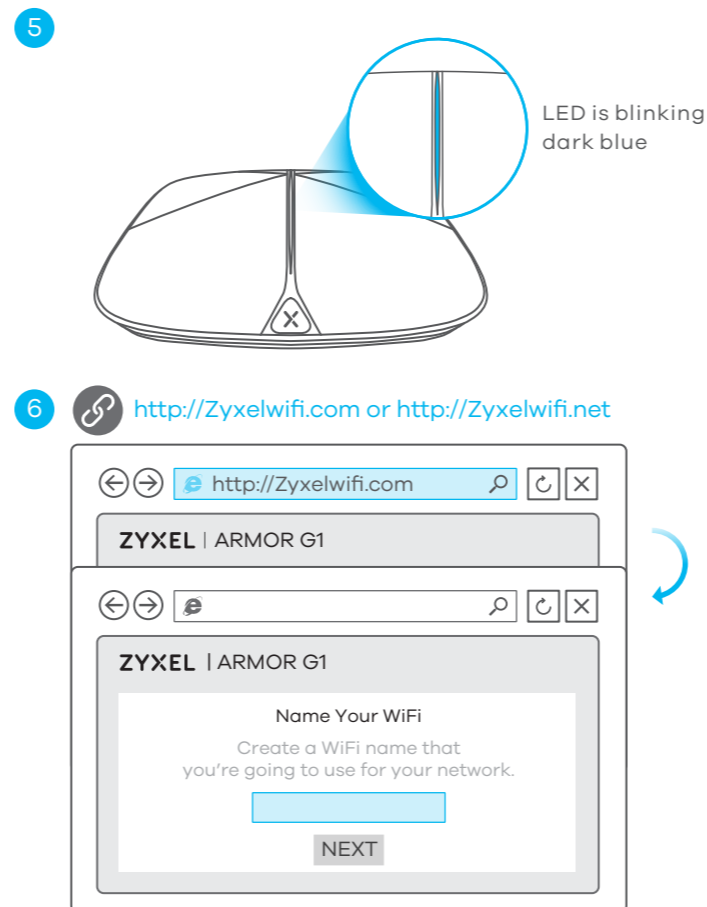 5
LED is blinking
dark blue
6 http://Zyxelwifi.com or http://Zyxelwifi.net
http://Zyxelwifi.com
ZYXEL | ARMOR G1
ZYXEL | ARMOR G1
Name Your WiFi
Create a WiFi name that
you're going to use for your network.
NEXT